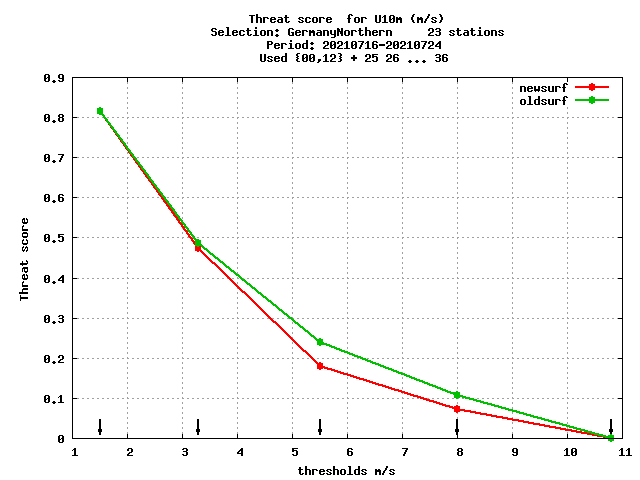 Threat score  for U10m (m/s)
Selection: GermanyNorthern     23 stations
Period: 20210716-20210724
Used {00,12} + 25 26 ... 36
newsurf
oldsurf
0.9
0.8
0.7
0.6
0.5
0.4
0.3
0.2
0.1
0
Threat score
1 2 3 4 5 6 7 8 9 10 11
thresholds m/s